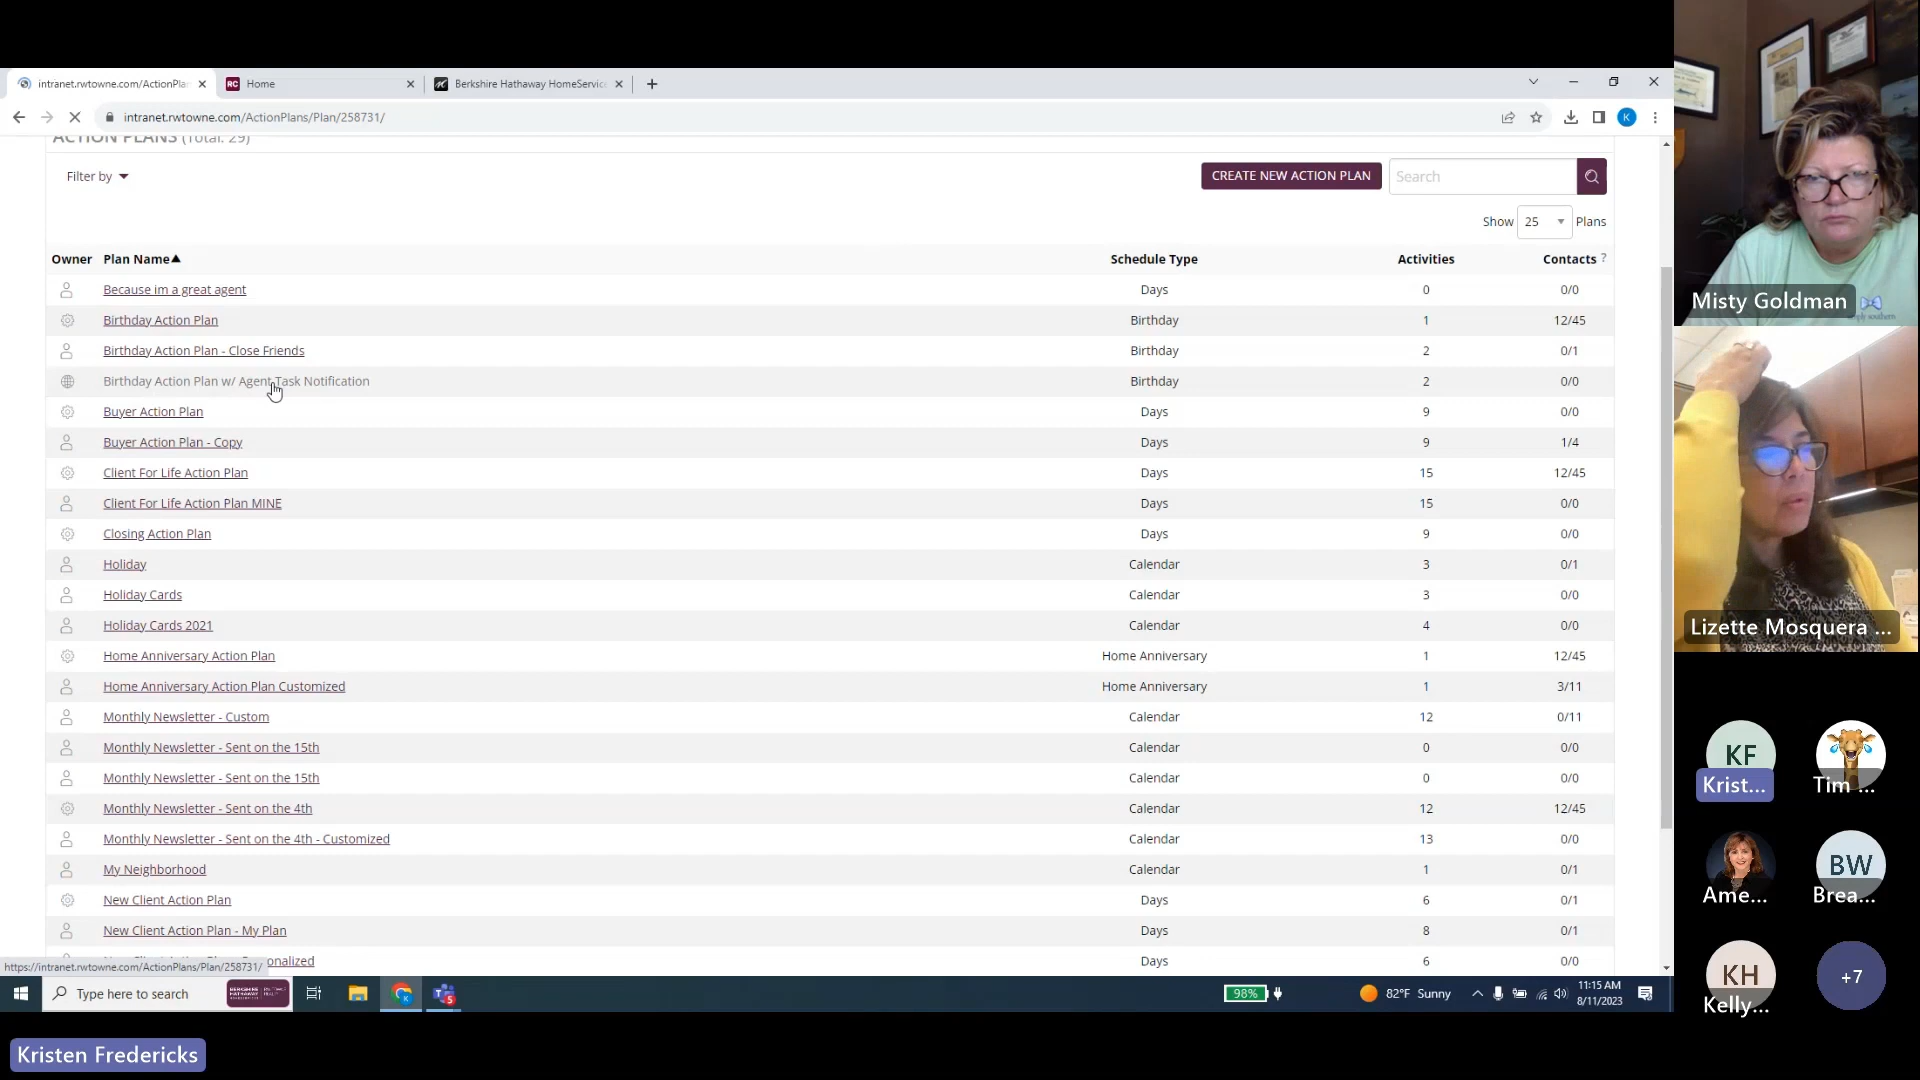 intranet.rwtowne.com/ActionPla
RC Home
Berkshire Hathaway HomeServic
intranet.rwtowne.com/ActionPlans/Plan/258731/
K
ACTION PLANS (Total: 29)
Filter by
CREATE NEW ACTION PLAN
Search
Show 25 Plans
Owner Plan Name Schedule Type Activities Contacts ?
Because im a great agent Days 0 0/0
Birthday Action Plan Birthday 1 12/45
Birthday Action Plan - Close Friends Birthday 2 0/1
Birthday Action Plan w/ Agent Task Notification Birthday 2 0/0
Buyer Action Plan Days 9 0/0
Buyer Action Plan - Copy Days 9 1/4
Client For Life Action Plan Days 15 12/45
Client For Life Action Plan MINE Days 15 0/0
Closing Action Plan Days 9 0/0
Holiday Calendar 3 0/1
Holiday Cards Calendar 3 0/0
Holiday Cards 2021 Calendar 4 0/0
Home Anniversary Action Plan Home Anniversary 1 12/45
Home Anniversary Action Plan Customized Home Anniversary 1 3/11
Monthly Newsletter - Custom Calendar 12 0/11
Monthly Newsletter - Sent on the 15th Calendar 0 0/0
Monthly Newsletter - Sent on the 15th Calendar 0 0/0
Monthly Newsletter - Sent on the 4th Calendar 12 12/45
Monthly Newsletter - Sent on the 4th - Customized Calendar 13 0/0
My Neighborhood Calendar 1 0/1
New Client Action Plan Days 6 0/1
New Client Action Plan - My Plan Days 8 0/1
onalized Days 6 0/0
https://intranet.rwtowne.com/ActionPlans/Plan/258731/
Type here to search
98%
82°F Sunny
11:15 AM
8/11/2023
Misty Goldman
Lizette Mosquera ...
KF
Krist...
Tim ...
Ame...
BW
Brea...
KH
Kelly...
+7
Kristen Fredericks